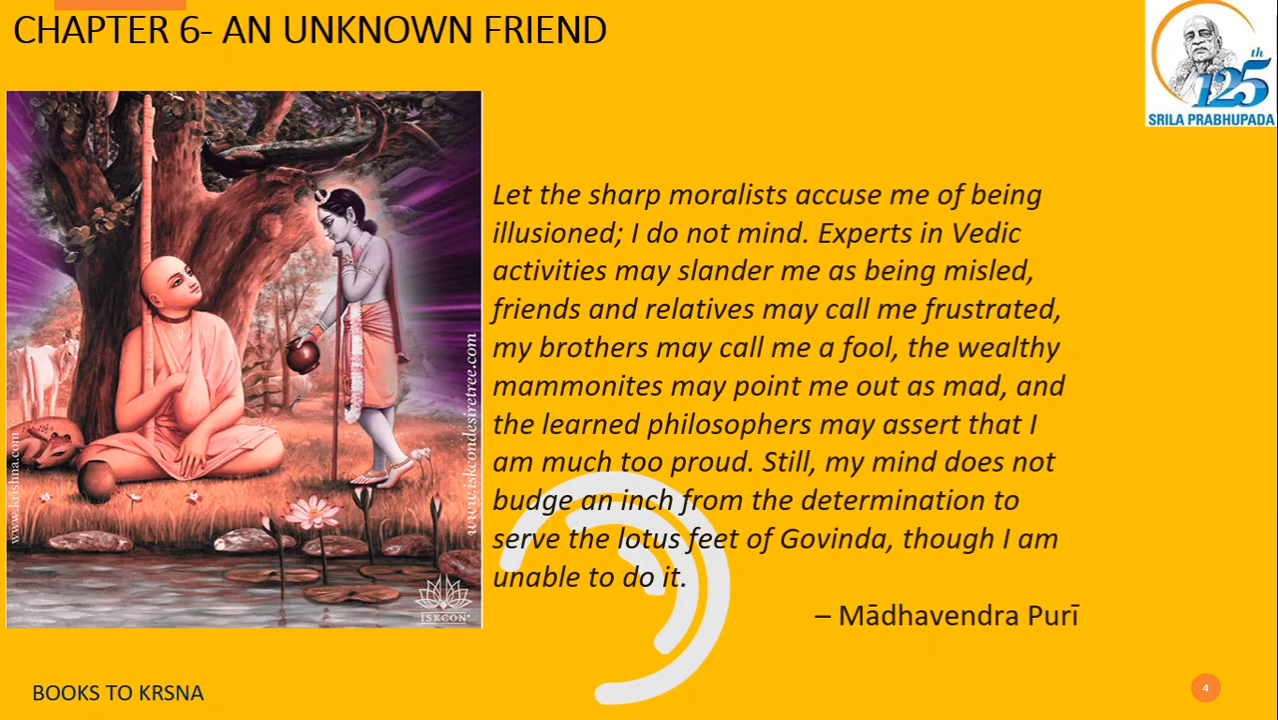 CHAPTER 6- AN UNKNOWN FRIEND
125th
SRILA PRABHUPADA
Let the sharp moralists accuse me of being
illusioned; I do not mind. Experts in Vedic
activities may slander me as being misled,
friends and relatives may call me frustrated,
my brothers may call me a fool, the wealthy
mammonites may point me out as mad, and
the learned philosophers may assert that I
am much too proud. Still, my mind does not
budge an inch from the determination to
serve the lotus feet of Govinda, though I am
unable to do it.
– Mādhavendra Purī
www.krishna.com
www.iskcondesiretree.com
ISKCON
BOOKS TO KRSNA
4